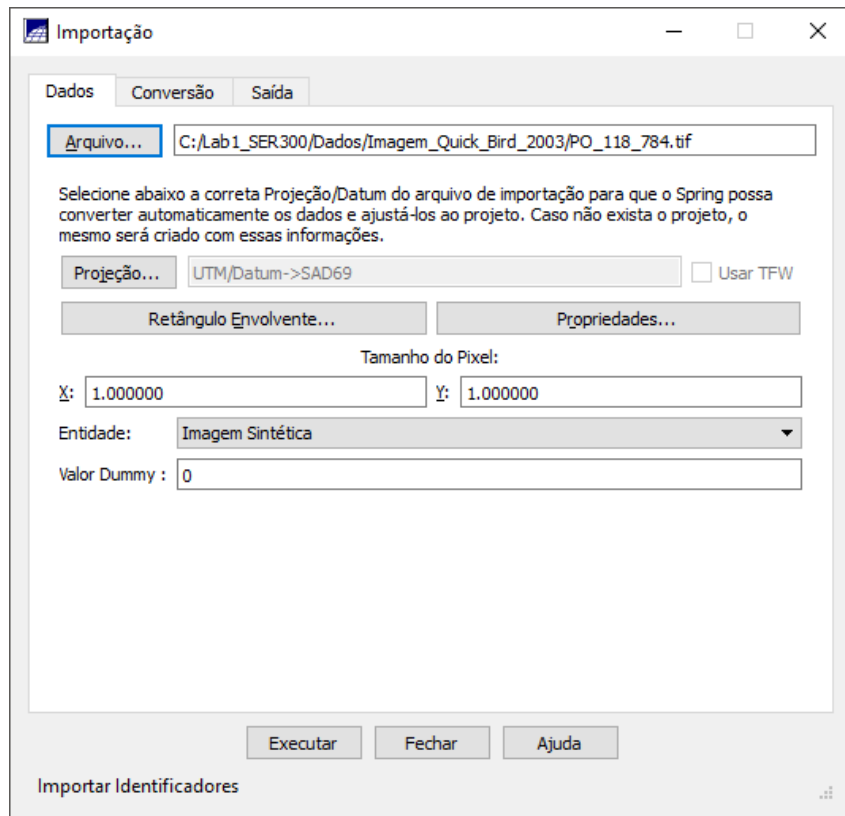 Importação
Dados Conversão Saída
Arquivo... C:/Lab1_SER300/Dados/Imagem_Quick_Bird_2003/PO_118_784.tif
Selecione abaixo a correta Projeção/Datum do arquivo de importação para que o Spring possa
converter automaticamente os dados e ajustá-los ao projeto. Caso não exista o projeto, o
mesmo será criado com essas informações.
Projeção... UTM/Datum->SAD69 Usar TFW
Retângulo Envolvente... Propriedades...
Tamanho do Pixel:
X: 1.000000 Y: 1.000000
Entidade: Imagem Sintética
Valor Dummy : 0
Executar Fechar Ajuda
Importar Identificadores